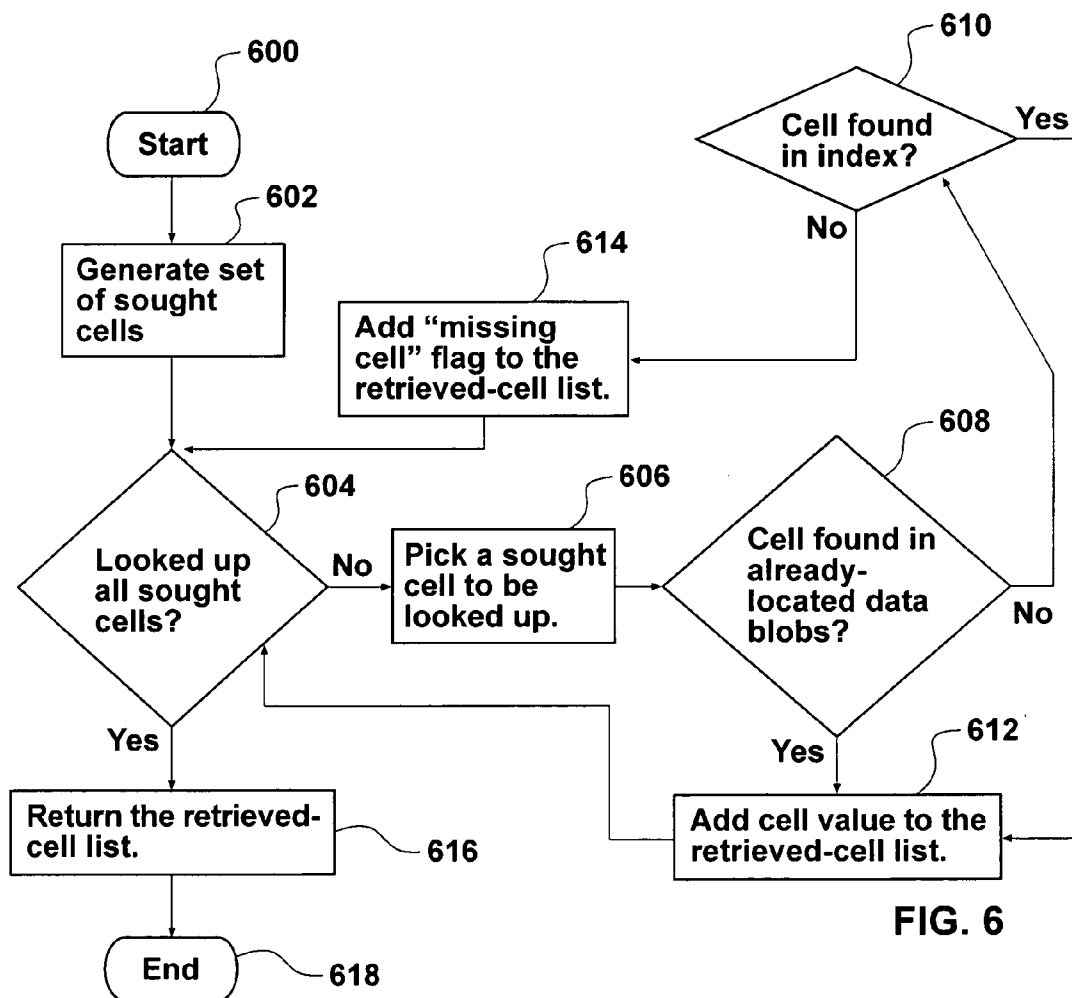 600
Start
602
Generate set
of sought
cells
610
Cell found
in index?
Yes
No
614
Add “missing
cell” flag to the
retrieved-cell list.
604
Looked up
all sought
cells?
No
Yes
606
Pick a sought
cell to be
looked up.
608
Cell found in
already-
located data
blobs?
No
Yes
612
Add cell value to the
retrieved-cell list.
Return the retrieved-
cell list.
616
End
618
FIG. 6